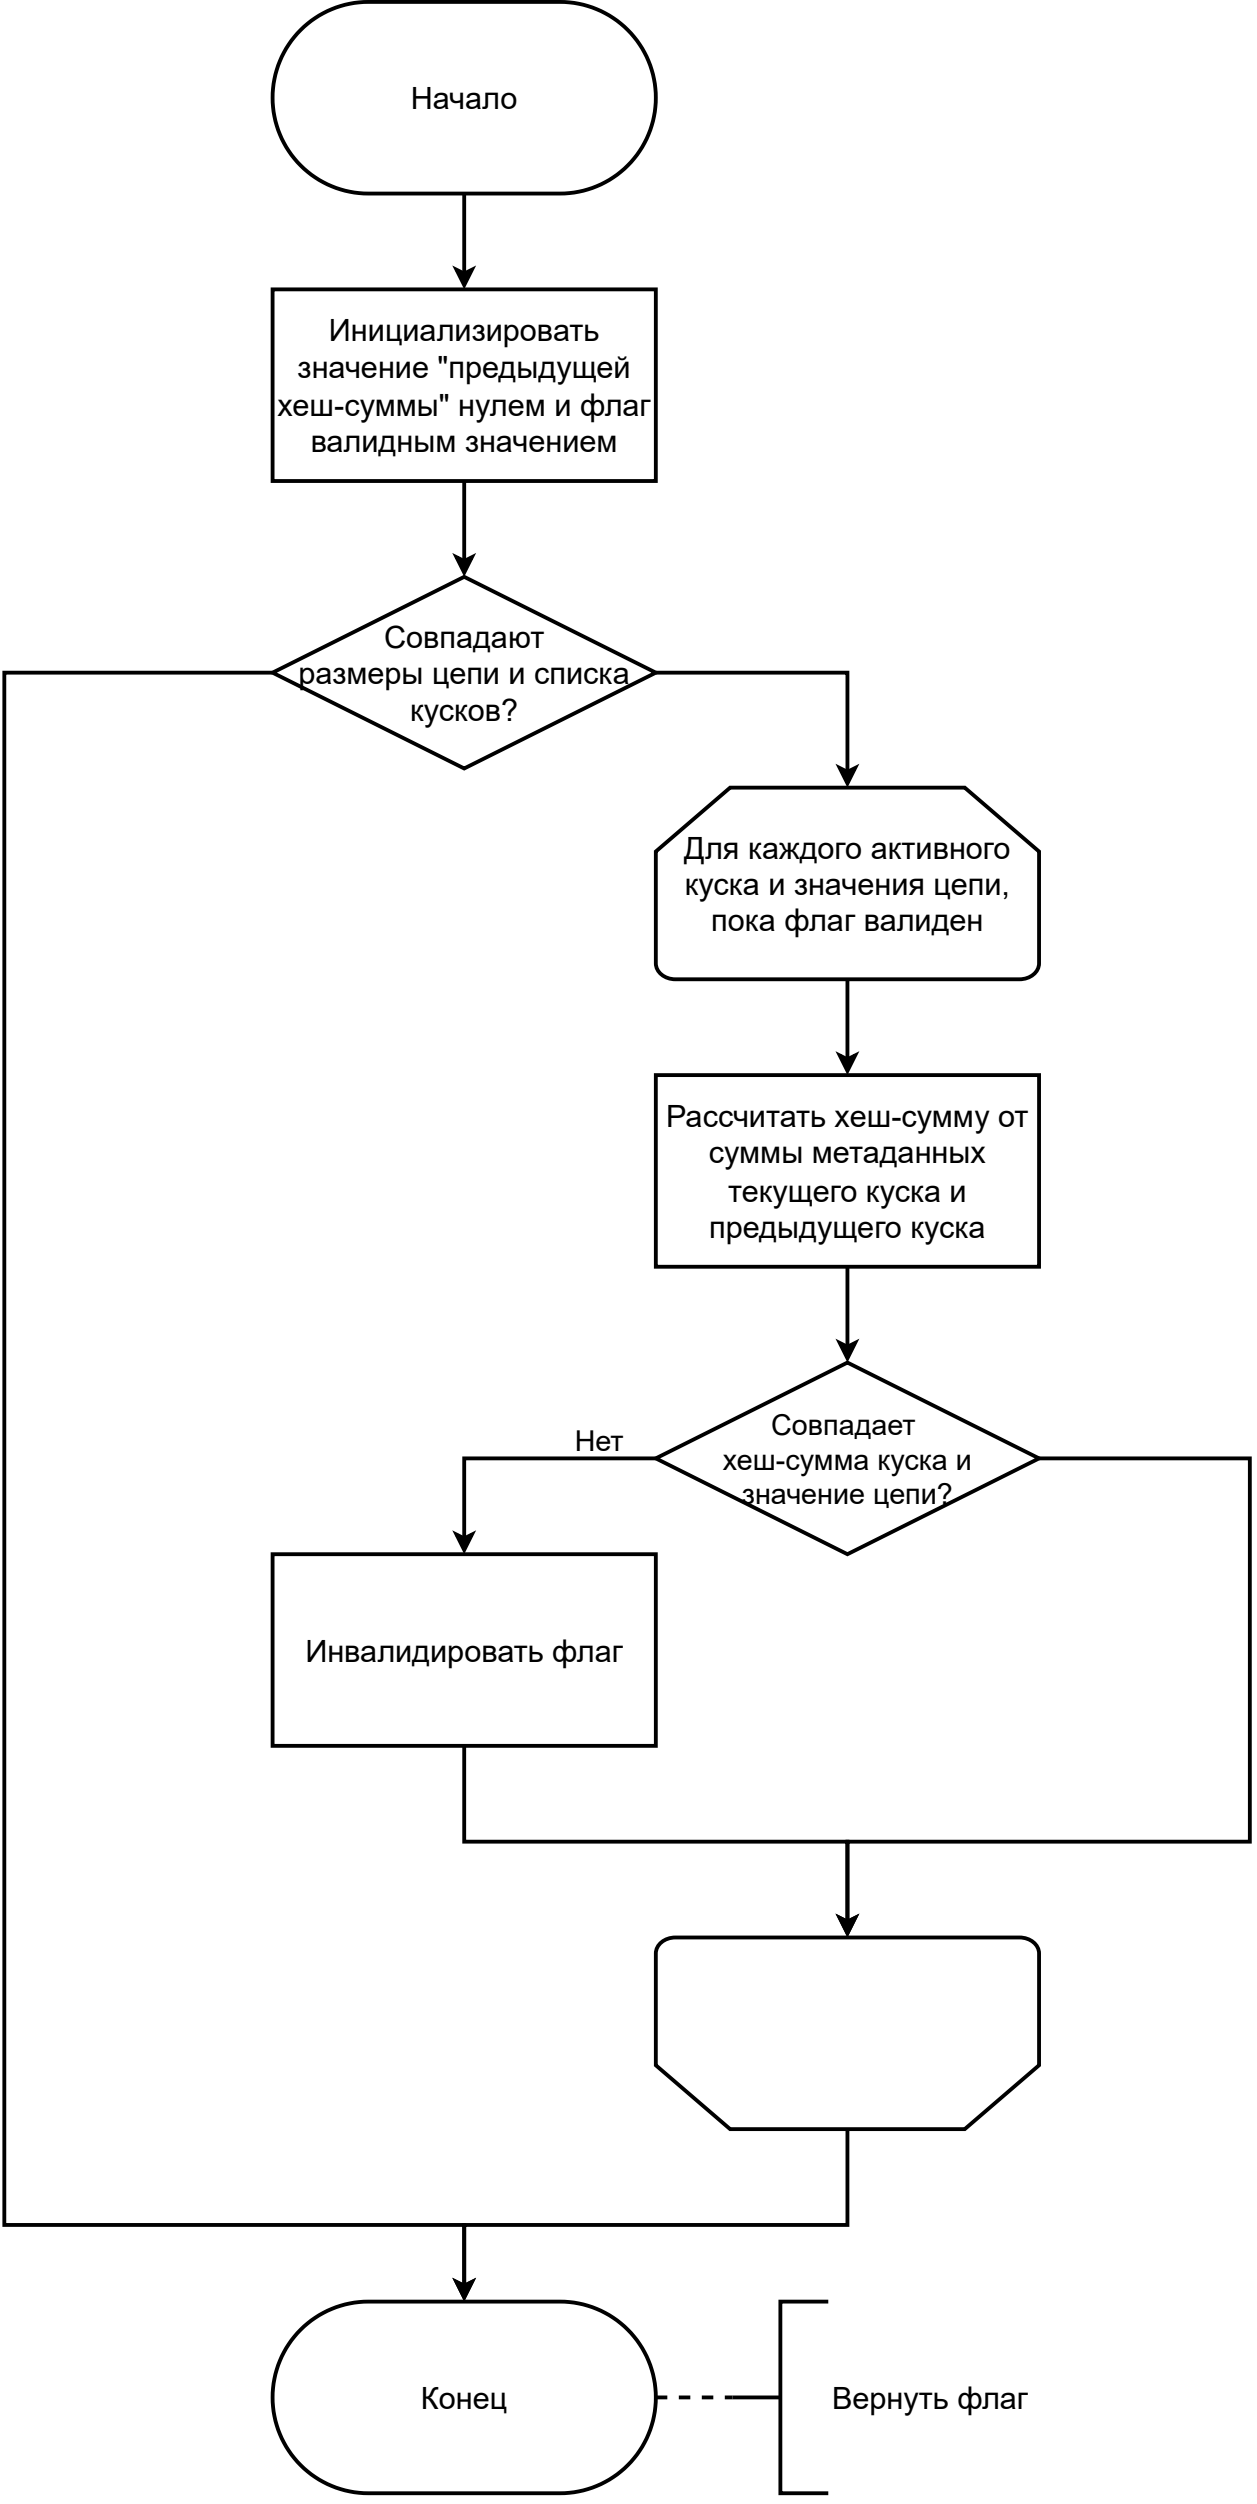 Начало
Инициализировать
значение "предыдущей
хеш-суммы" нулем и флаг
валидным значением
Совпадают
размеры цепи и списка
кусков?
Для каждого активного
куска и значения цепи,
пока флаг валиден
Рассчитать хеш-сумму от
суммы метаданных
текущего куска и
предыдущего куска
Совпадает
хеш-сумма куска и
значение цепи?
Нет
Инвалидировать флаг
Конец
Вернуть флаг